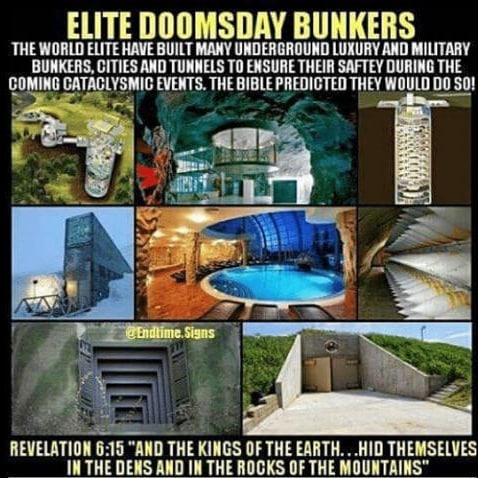 ELITE DOOMSDAY BUNKERS
THE WORLD ELITE HAVE BUILT MANY UNDERGROUND LUXURY AND MILITARY
BUNKERS, CITIES AND TUNNELS TO ENSURE THEIR SAFTEY DURING THE
COMING CATACLYSMIC EVENTS. THE BIBLE PREDICTED THEY WOULD DO SO!
@Endtime.Signs
REVELATION 6:15 "AND THE KINGS OF THE EARTH...HID THEMSELVES
IN THE DENS AND IN THE ROCKS OF THE MOUNTAINS"